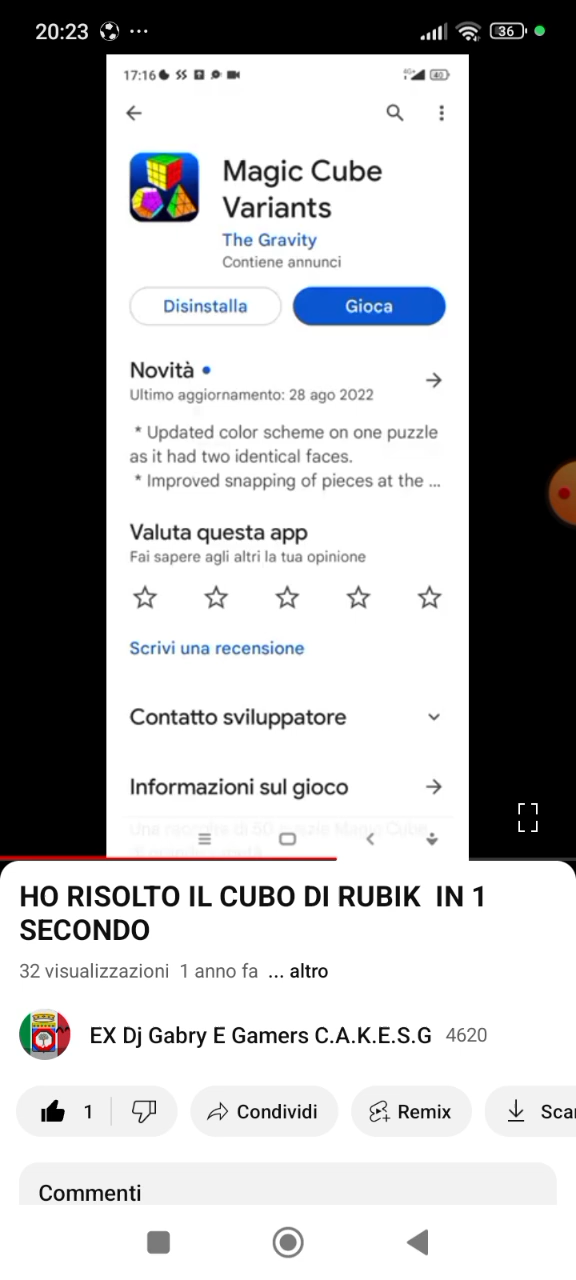 20:23
36
17:16
40
Magic Cube
Variants
The Gravity
Contiene annunci
Disinstalla
Gioca
Novità
Ultimo aggiornamento: 28 ago 2022
* Updated color scheme on one puzzle
as it had two identical faces.
* Improved snapping of pieces at the ...
Valuta questa app
Fai sapere agli altri la tua opinione
Scrivi una recensione
Contatto sviluppatore
Informazioni sul gioco
HO RISOLTO IL CUBO DI RUBIK IN 1
SECONDO
32 visualizzazioni 1 anno fa ... altro
EX Dj Gabry E Gamers C.A.K.E.S.G 4620
1
Condividi
Remix
Scar
Commenti